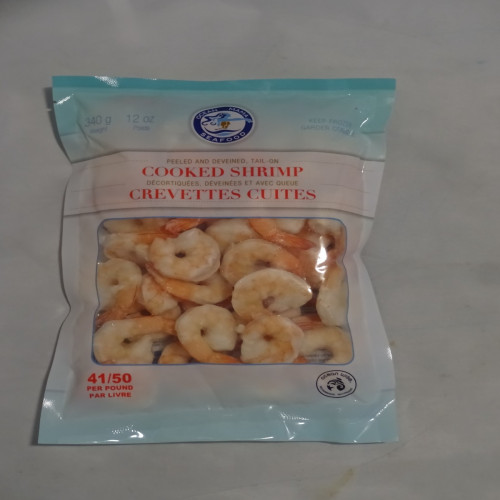 340 g 12 oz
SEAFOOD
PEELED AND DEVEINED, TAIL-ON
COOKED SHRIMP
DÉCORTIQUÉES, DÉVEINÉES ET AVEC QUEUE
CREVETTES CUITES
41/50
PER POUND
PAR LIVRE